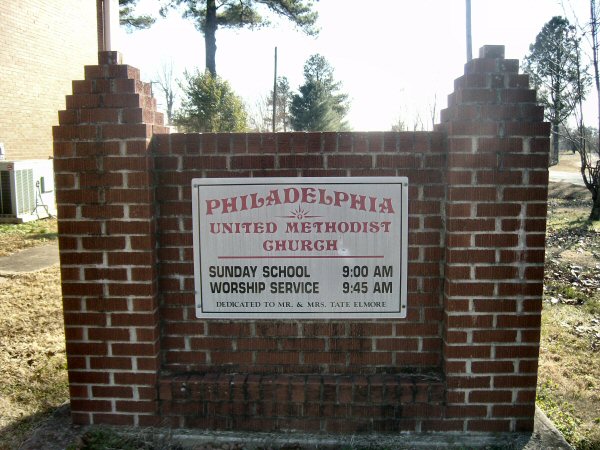 PHILADELPHIA
UNITED METHODIST
CHURCH
SUNDAY SCHOOL 9:00 AM
WORSHIP SERVICE 9:45 AM
DEDICATED TO MR. & MRS. TATE ELMORE